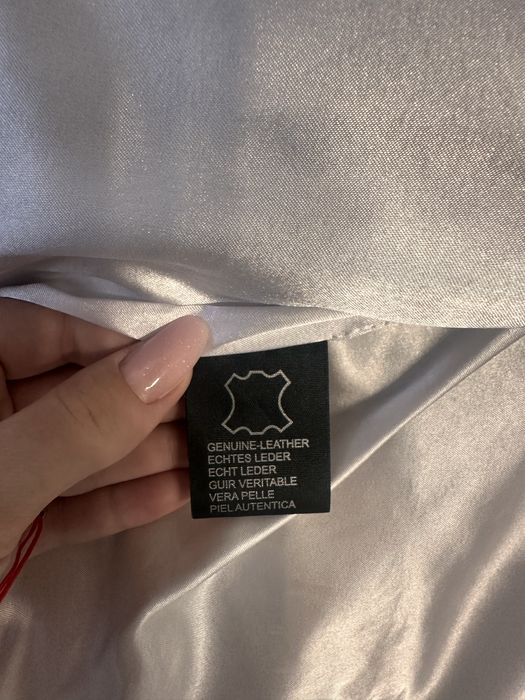 GENUINE-LEATHER
ECHTES LEDER
ECHT LEDER
GUIR VERITABLE
VERA PELLE
PIEL AUTENTICA